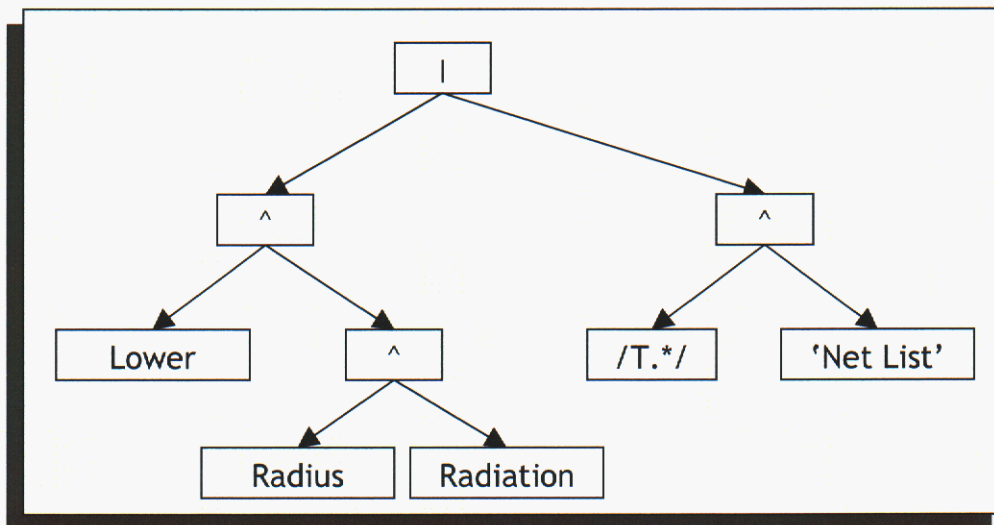 |
^
^
Lower
^
/T.*/
‘Net List’
Radius
Radiation